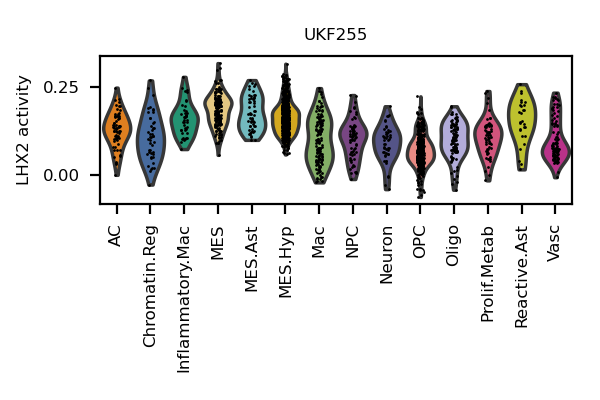 UKF255
LHX2 activity
0.25
0.00
AC
Chromatin.Reg
Inflammatory.Mac
MES
MES.Ast
MES.Hyp
Mac
NPC
Neuron
OPC
Oligo
Prolif.Metab
Reactive.Ast
Vasc